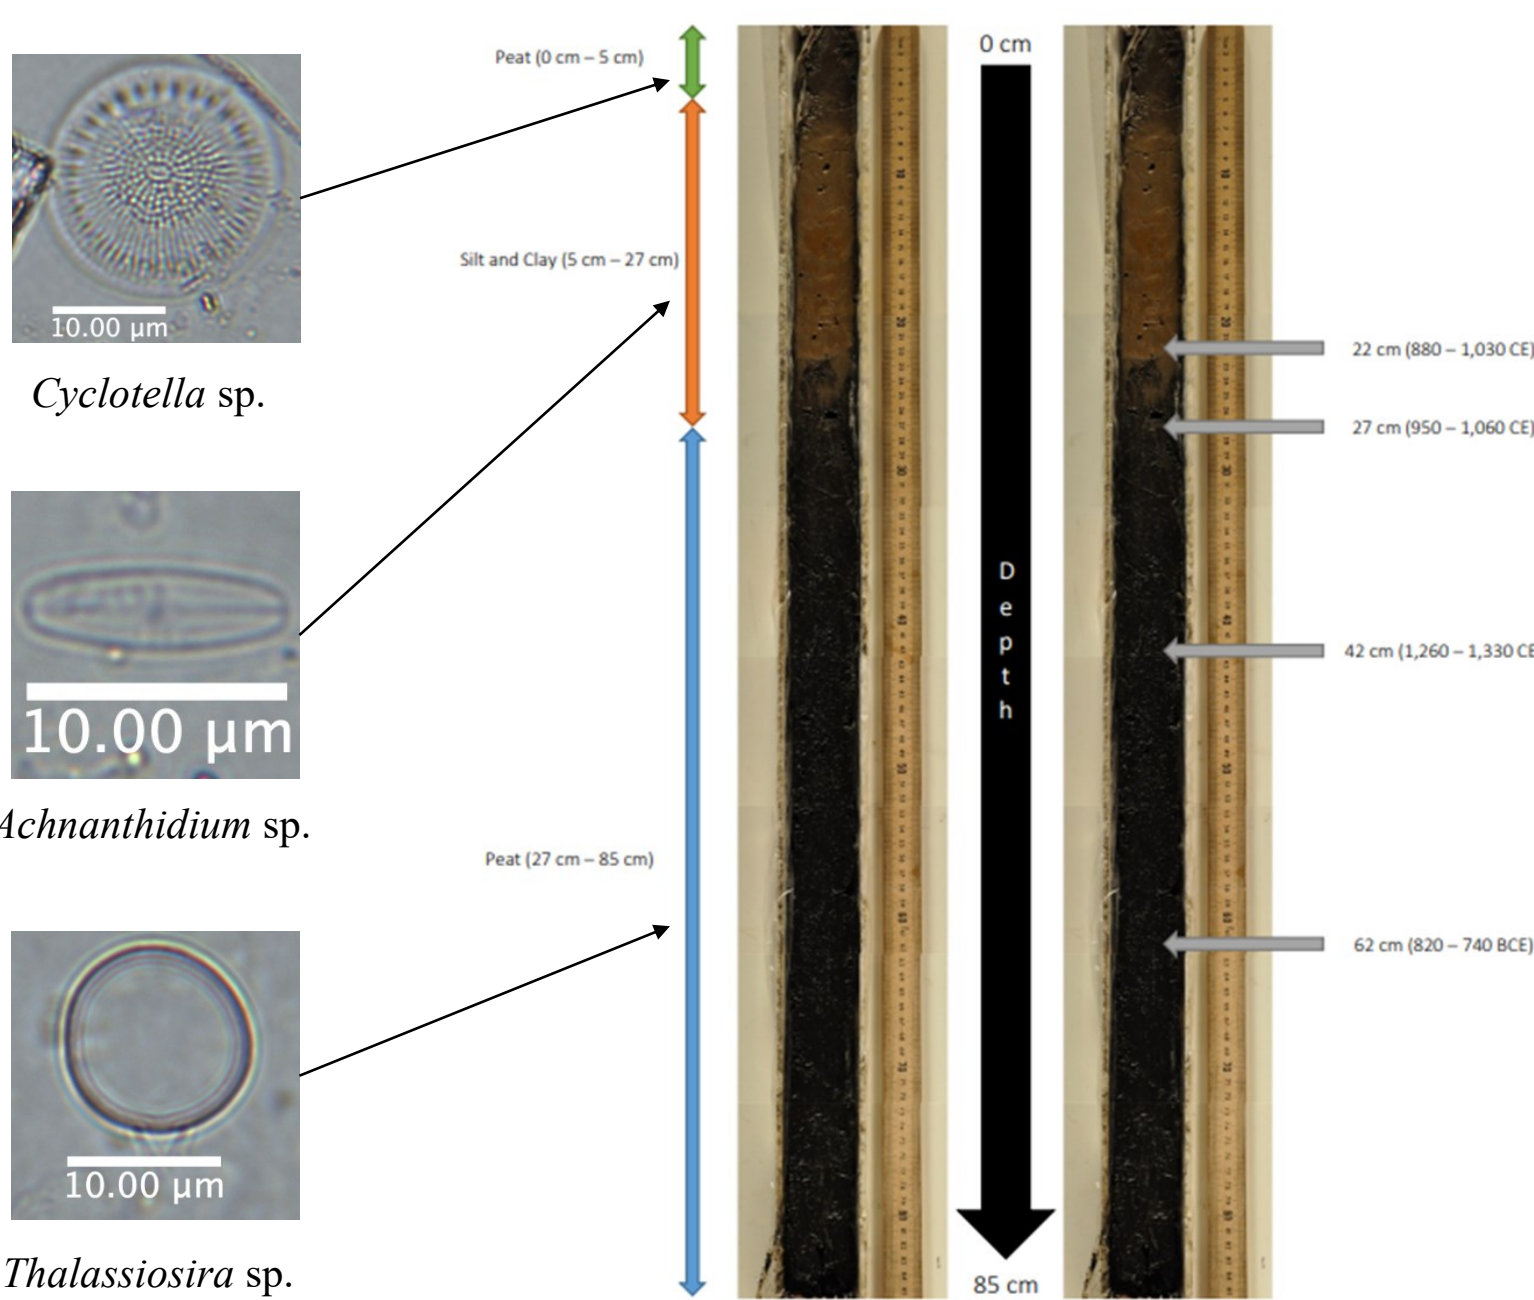 Peat (0 cm – 5 cm)
0 cm
10.00 µm
Cyclotella sp.
Silt and Clay (5 cm – 27 cm)
22 cm (880 – 1,030 CE)
27 cm (950 – 1,060 CE)
10.00 µm
Achnanthidium sp.
D
e
p
t
h
42 cm (1,260 – 1,330 CE
Peat (27 cm – 85 cm)
62 cm (820 – 740 BCE)
10.00 µm
Thalassiosira sp.
85 cm